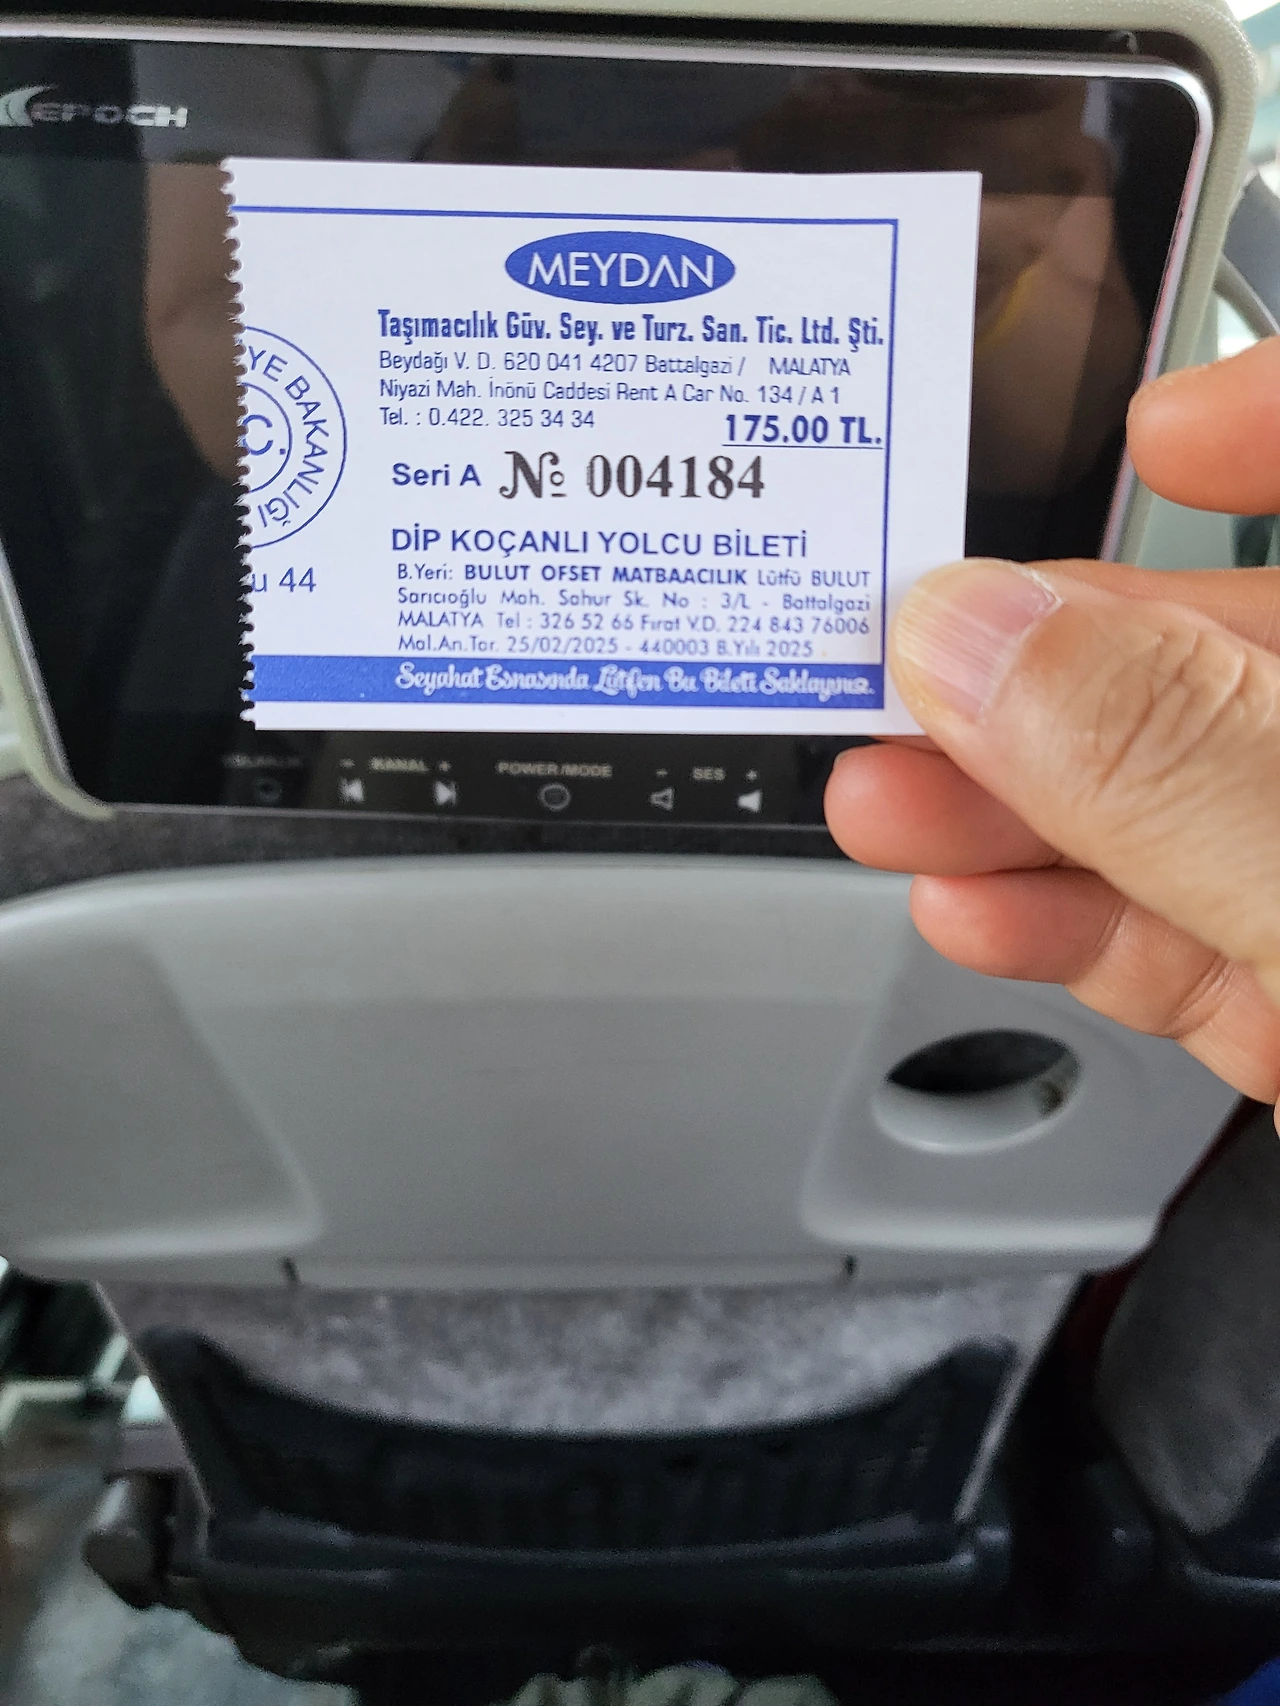 EPOCH
MEYDAN
Taşımacılık Güv. Sey. ve Turz. San. Tic. Ltd. Şti.
Beydağı V. D. 620 041 4207 Battalgazi / MALATYA
Niyazi Mah. İnönü Caddesi Rent A Car No. 134 / A 1
Tel. : 0.422. 325 34 34
175.00 TL.
Seri A № 004184
YE BAKANLIĞI
DİP KOÇANLI YOLCU BİLETİ
B.Yeri: BULUT OFSET MATBAACILIK Lütfü BULUT
u 44
Sarıcıoğlu Mah. Sahur Sk. No : 3/L - Battalgazi
MALATYA Tel : 326 52 66 Fırat V.D. 224 843 76006
Mal.An.Tar. 25/02/2025 - 440003 B.Yılı 2025
Seyahat Esnasında Lütfen Bu Bileti Saklayınız.
- KANAL + POWER/MODE - SES +